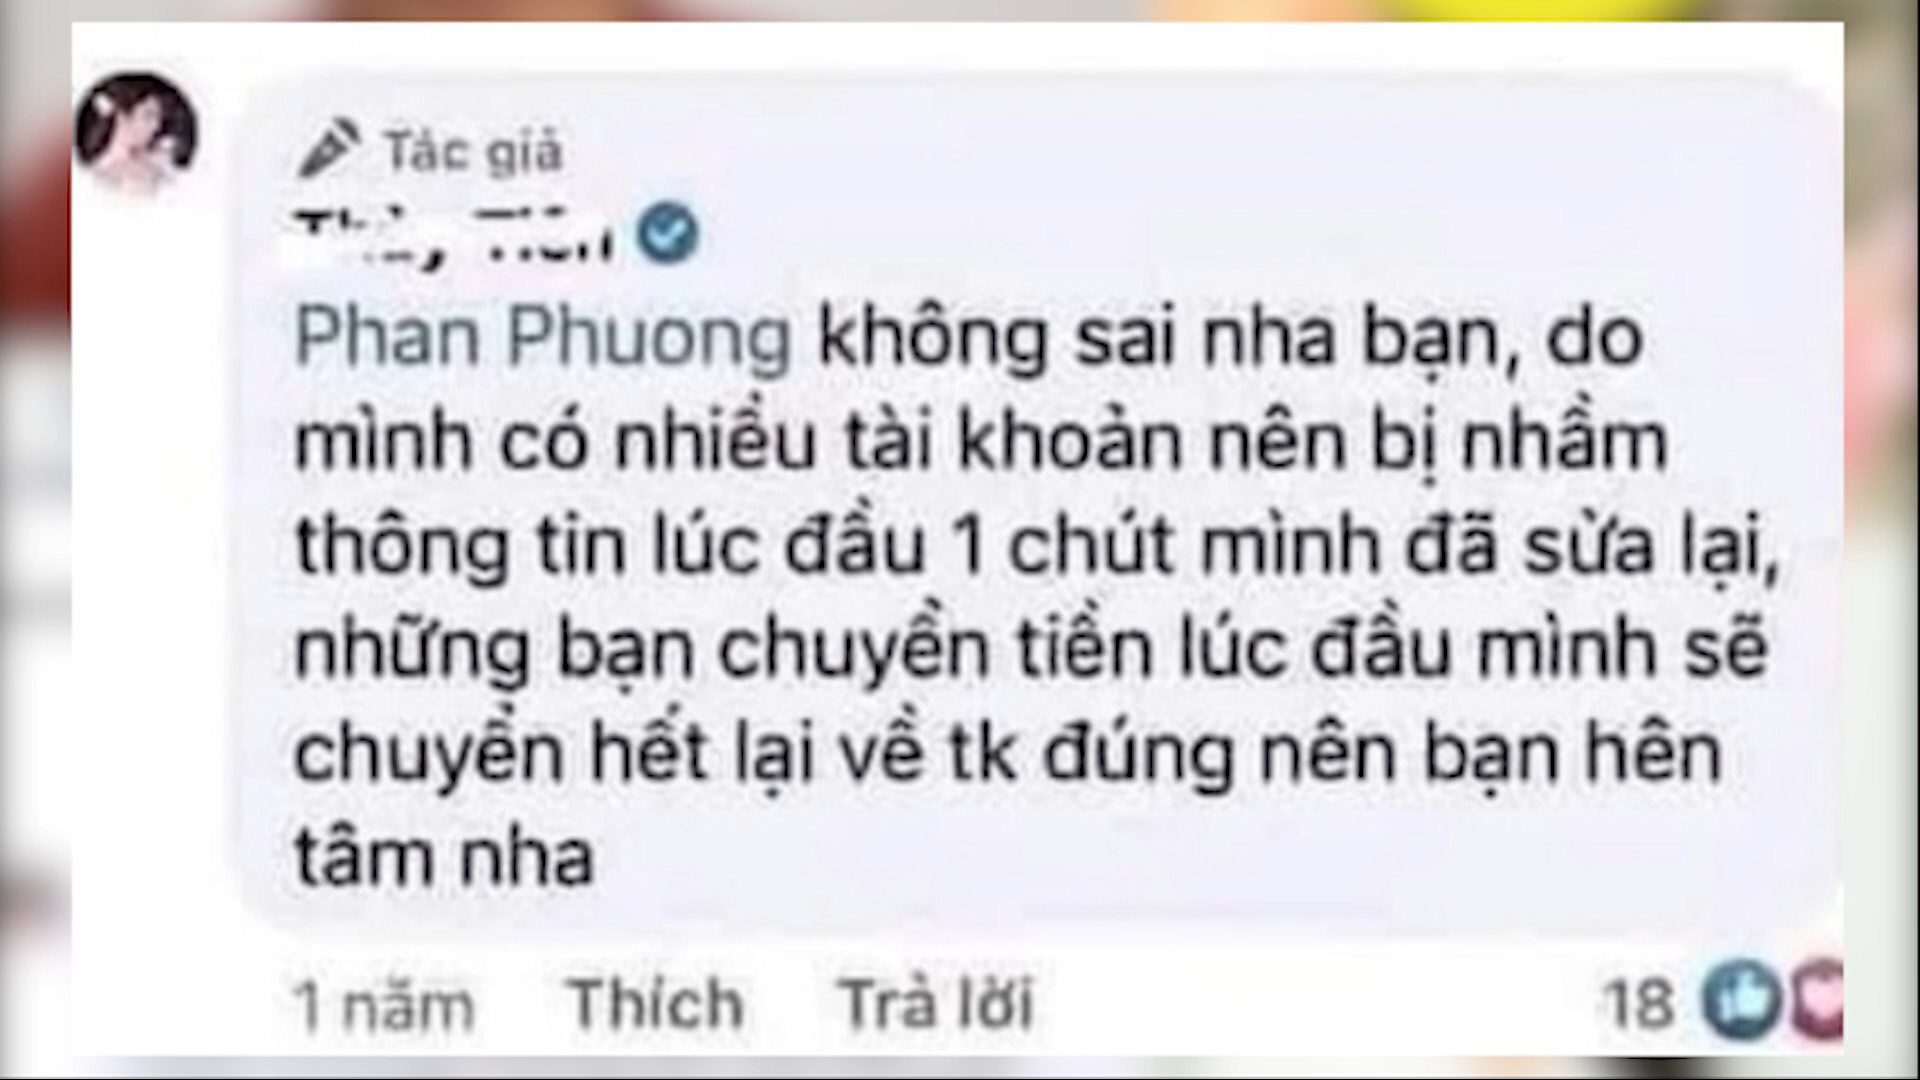 Tác giả
Phan Phuong không sai nha bạn, do
mình có nhiều tài khoản nên bị nhầm
thông tin lúc đầu 1 chút mình đã sửa lại,
những bạn chuyển tiền lúc đầu mình sẽ
chuyển hết lại về tk đúng nên bạn hên
tâm nha
1 năm Thích Trả lời 18